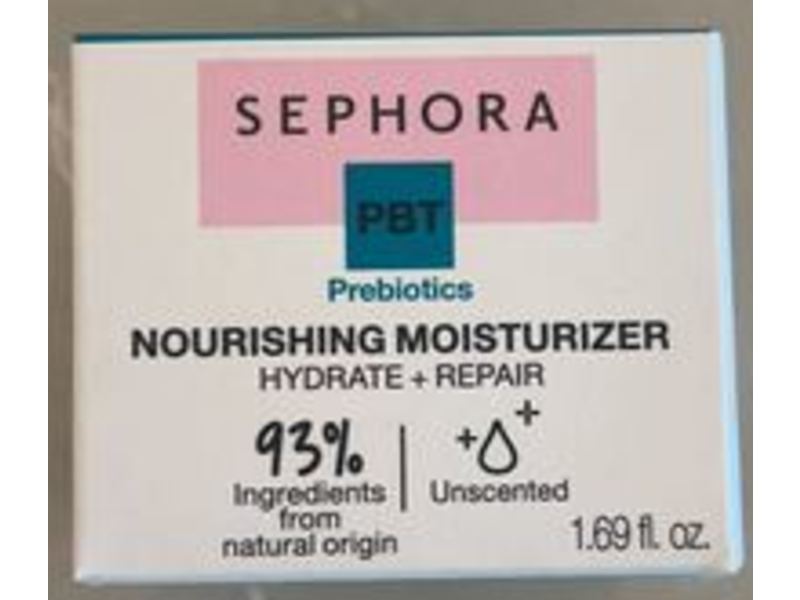 SEPHORA
PBT
Prebiotics
NOURISHING MOISTURIZER
HYDRATE + REPAIR
93%
Ingredients
from
natural origin
Unscented
1.69 fl. oz.